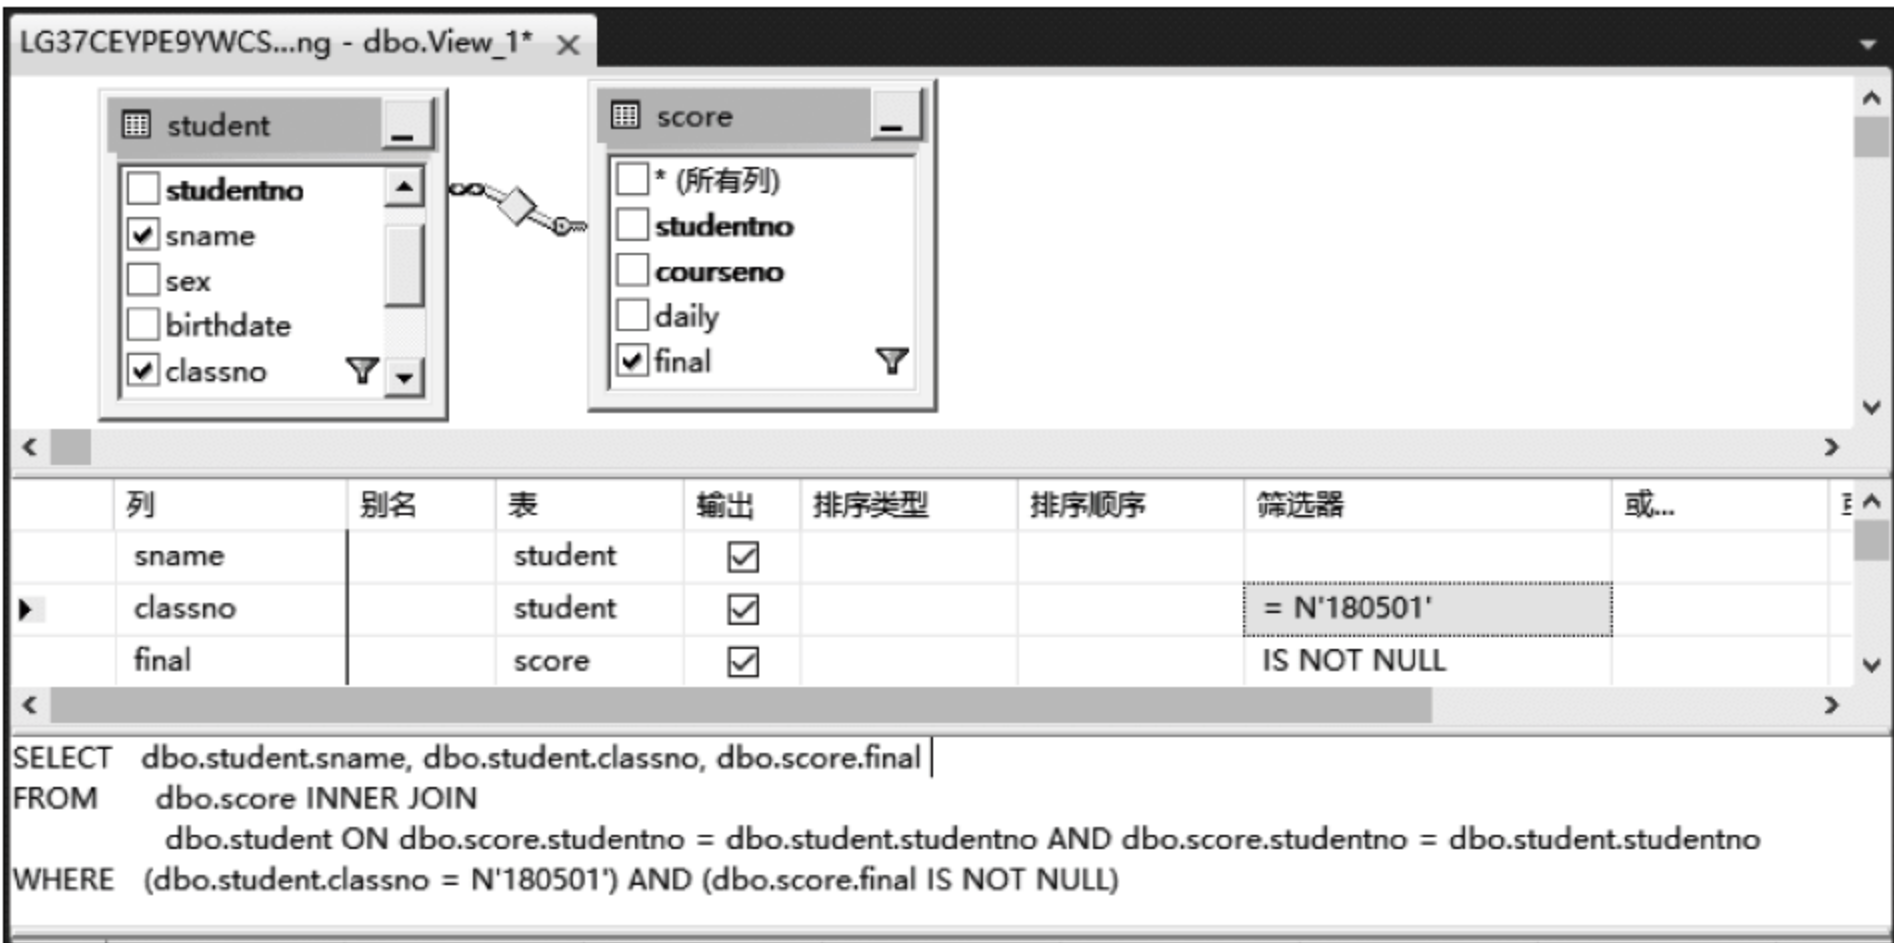 LG37CEYPE9YWCS...ng - dbo.View_1*
student
studentno
sname
sex
birthdate
classno
score
* (所有列)
studentno
courseno
daily
final
列 别名 表 输出 排序类型 排序顺序 筛选器 或...
sname student
classno student = N'180501'
final score IS NOT NULL
SELECT dbo.student.sname, dbo.student.classno, dbo.score.final
FROM dbo.score INNER JOIN
dbo.student ON dbo.score.studentno = dbo.student.studentno AND dbo.score.studentno = dbo.student.studentno
WHERE (dbo.student.classno = N'180501') AND (dbo.score.final IS NOT NULL)